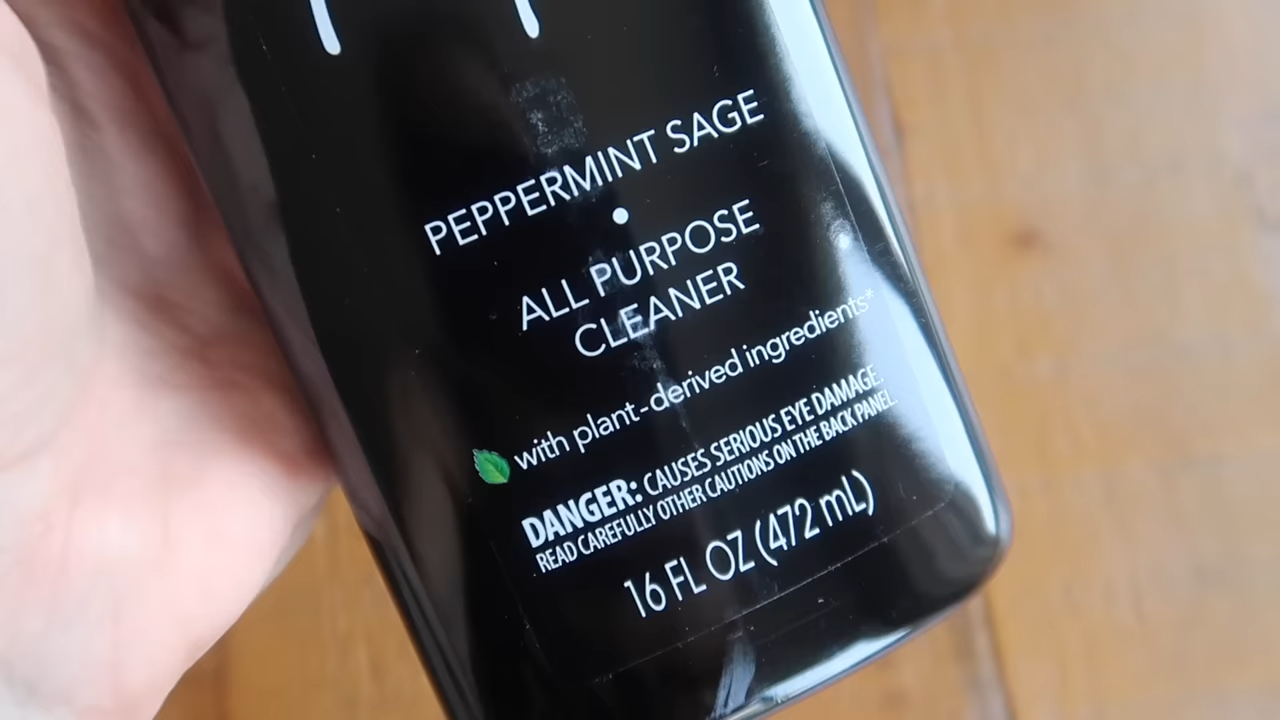 PEPPERMINT SAGE
•
ALL PURPOSE
CLEANER
with plant-derived ingredients*
DANGER: CAUSES SERIOUS EYE DAMAGE.
READ CAREFULLY OTHER CAUTIONS ON THE BACK PANEL.
16 FL OZ (472 mL)